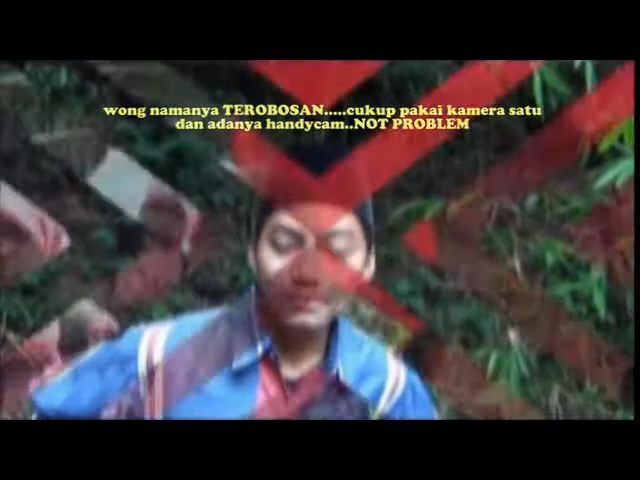 wong namanya TEROBOSAN.....cukup pakai kamera satu
dan adanya handycam..NOT PROBLEM